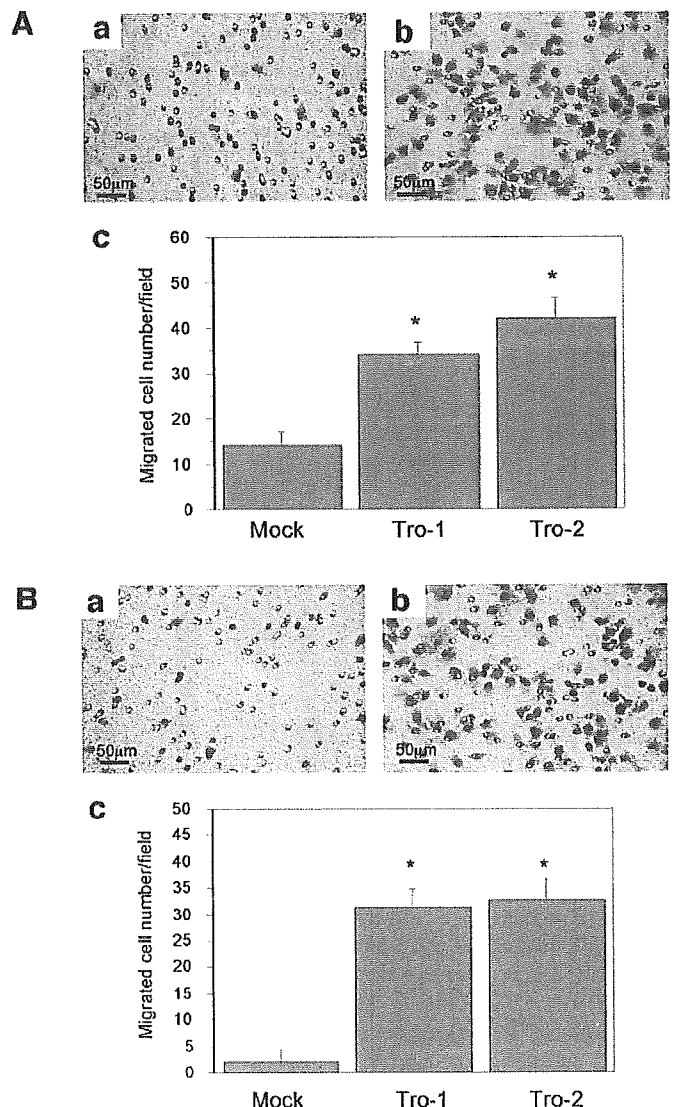 A
a
b
50μm
50μm
c
60
50
40
30
20
10
0
Migrated cell number/field
*
*
Mock Tro-1 Tro-2
B
a
b
50μm
50μm
c
50
45
40
35
30
25
20
15
10
5
0
Migrated cell number/field
*
*
Mock Tro-1 Tro-2